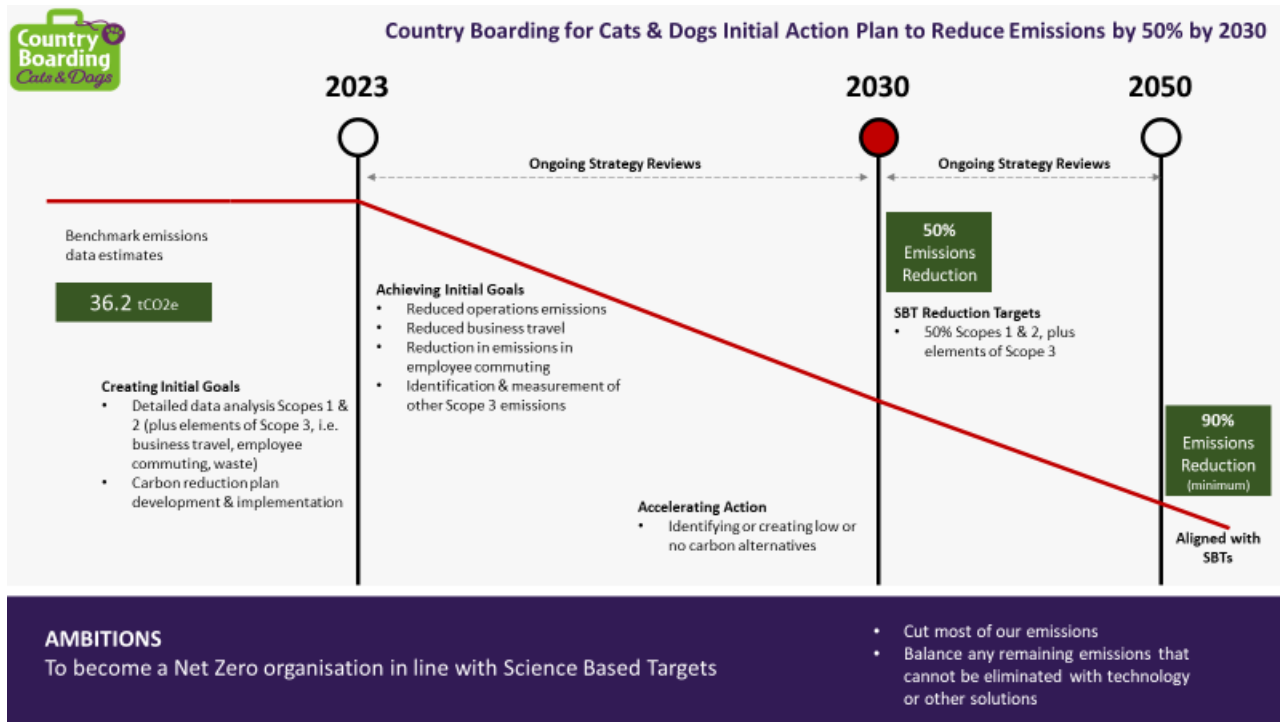 Country
Boarding
Cats & Dogs
Country Boarding for Cats & Dogs Initial Action Plan to Reduce Emissions by 50% by 2030
2023
2030
2050
Ongoing Strategy Reviews
Ongoing Strategy Reviews
Benchmark emissions
data estimates
36.2 tCO2e
Creating Initial Goals
• Detailed data analysis Scopes 1 &
2 (plus elements of Scope 3, i.e.
business travel, employee
commuting, waste)
• Carbon reduction plan
development & implementation
Achieving Initial Goals
• Reduced operations emissions
• Reduced business travel
• Reduction in emissions in
employee commuting
• Identification & measurement of
other Scope 3 emissions
Accelerating Action
• Identifying or creating low or
no carbon alternatives
50%
Emissions
Reduction
SBT Reduction Targets
• 50% Scopes 1 & 2, plus
elements of Scope 3
90%
Emissions
Reduction
(minimum)
Aligned with
SBTs
AMBITIONS
To become a Net Zero organisation in line with Science Based Targets
• Cut most of our emissions
• Balance any remaining emissions that
cannot be eliminated with technology
or other solutions